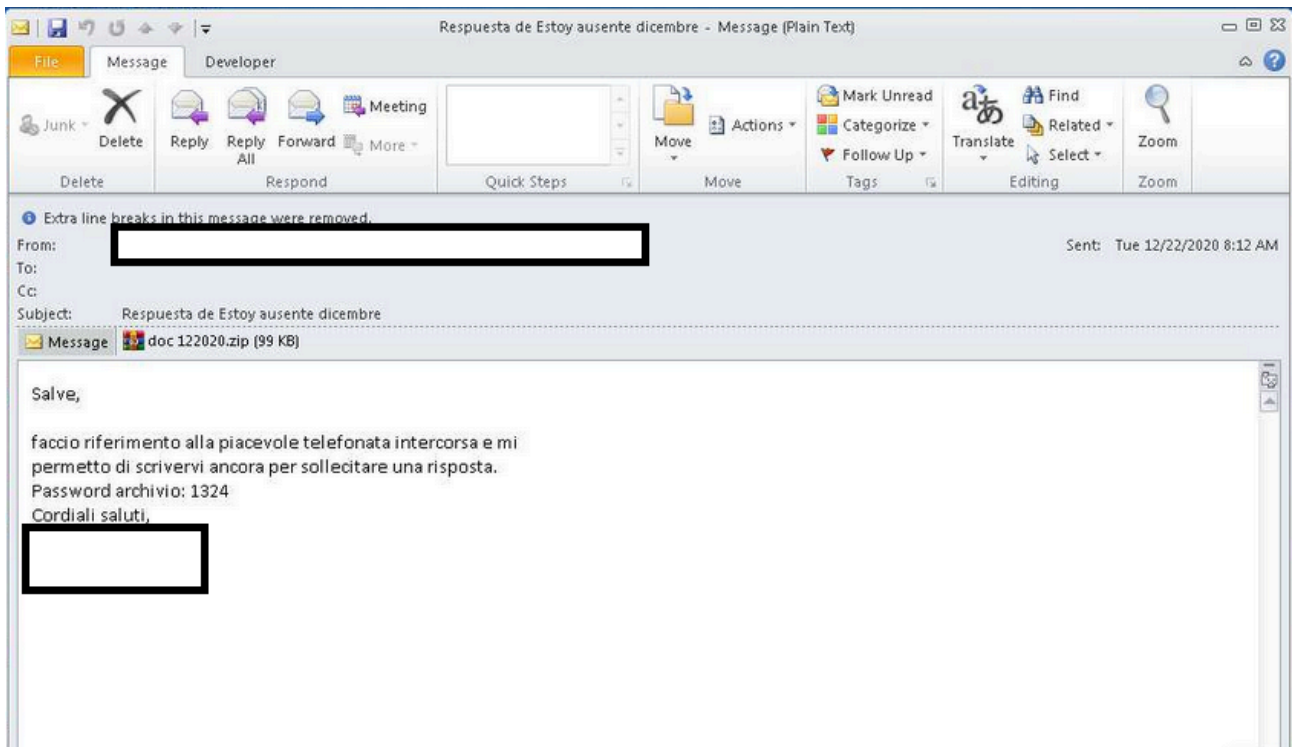 Respuesta de Estoy ausente dicembre - Message (Plain Text)
File Message Developer
Junk
Delete
Reply
Reply All
Forward
Meeting
More
Move
Actions
Mark Unread
Categorize
Follow Up
Translate
Find
Related
Select
Zoom
Delete Respond Quick Steps Move Tags Editing Zoom
Extra line breaks in this message were removed.
From:
Sent: Tue 12/22/2020 8:12 AM
To:
Cc:
Subject: Respuesta de Estoy ausente dicembre
Message doc 122020.zip (99 KB)
Salve,
faccio riferimento alla piacevole telefonata intercorsa e mi
permetto di scrivervi ancora per sollecitare una risposta.
Password archivio: 1324
Cordiali saluti,